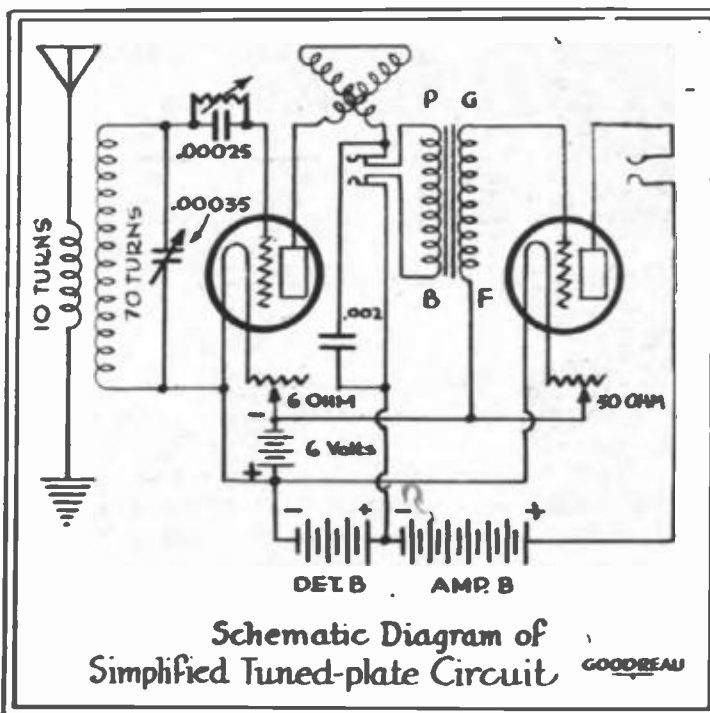 P G
.00025
.00035
10 TURNS
70 TURNS
B F
.002
6 OHM
50 OHM
-
6 Volts
+
- + - +
DET. B AMP. B
Schematic Diagram of
Simplified Tuned-plate Circuit
GOODREAU